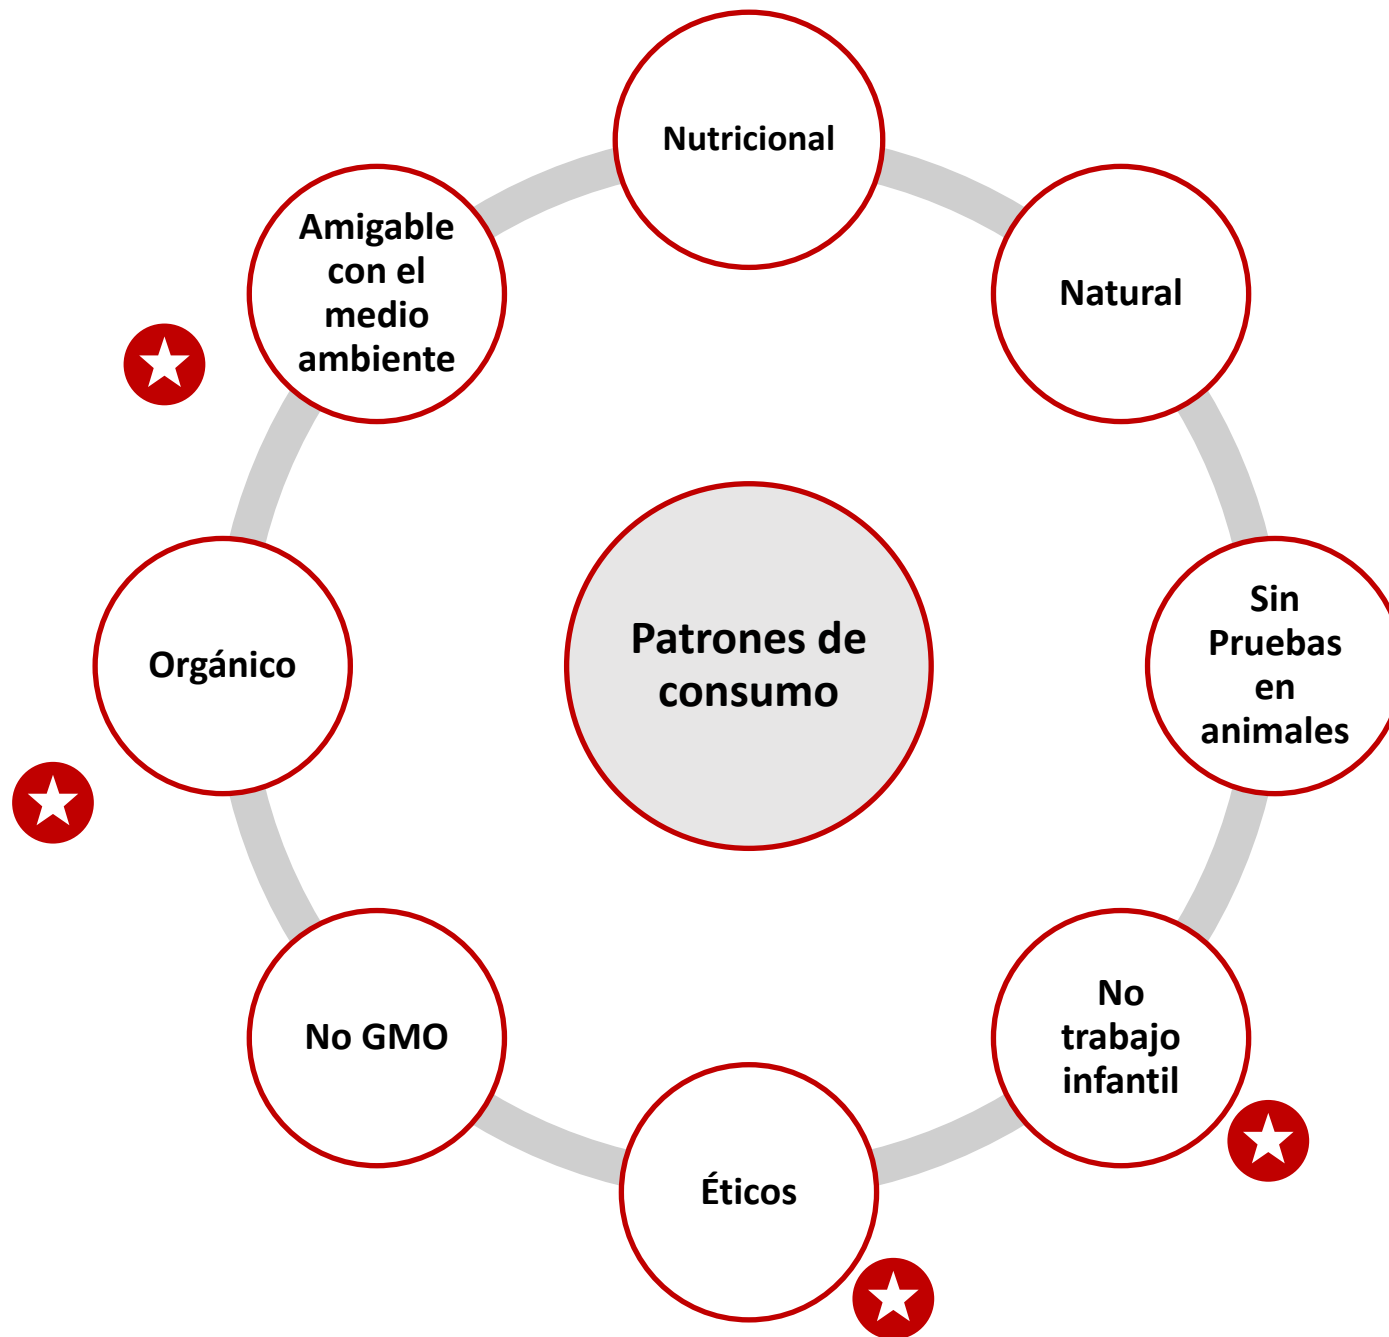 Nutricional
Amigable
con el
medio
ambiente
Natural
Patrones de
consumo
Orgánico
Sin
Pruebas
en
animales
No GMO
No
trabajo
infantil
Éticos